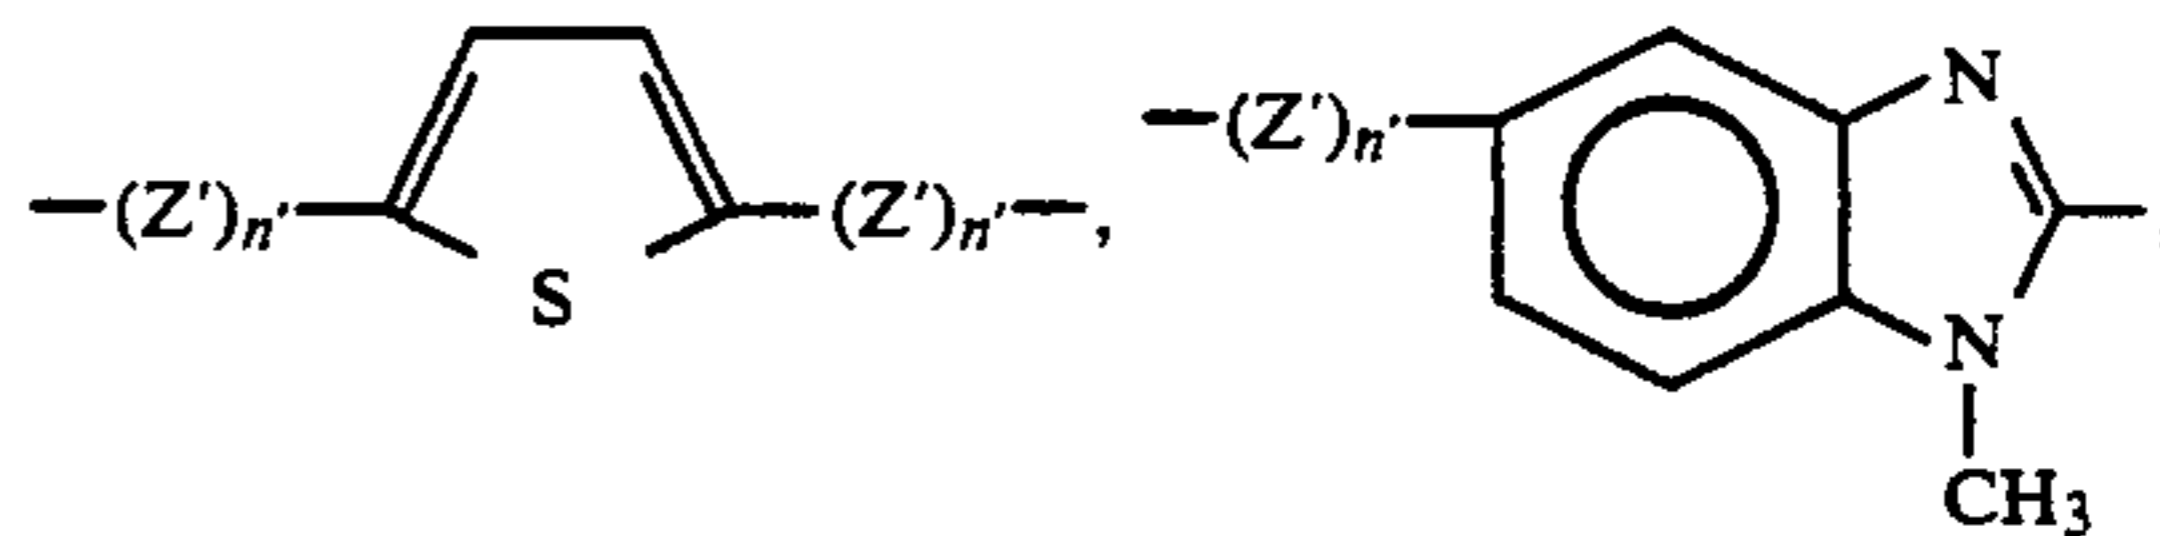 —(Z′)n′— S —(Z′)n′—,
—(Z′)n′— N N CH3